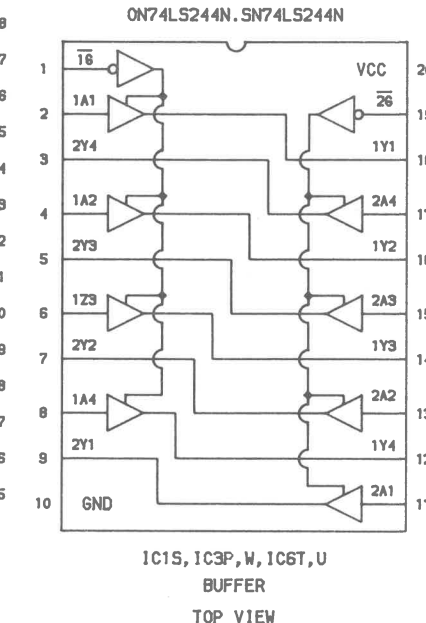 ON74LS244N.SN74LS244N
1 1G VCC 20
2 1A1 2G 19
3 2Y4 1Y1 18
4 1A2 2A4 17
5 2Y3 1Y2 16
6 1Z3 2A3 15
7 2Y2 1Y3 14
8 1A4 2A2 13
9 2Y1 1Y4 12
10 GND 2A1 11
IC1S,IC3P,W,IC6T,U
BUFFER
TOP VIEW